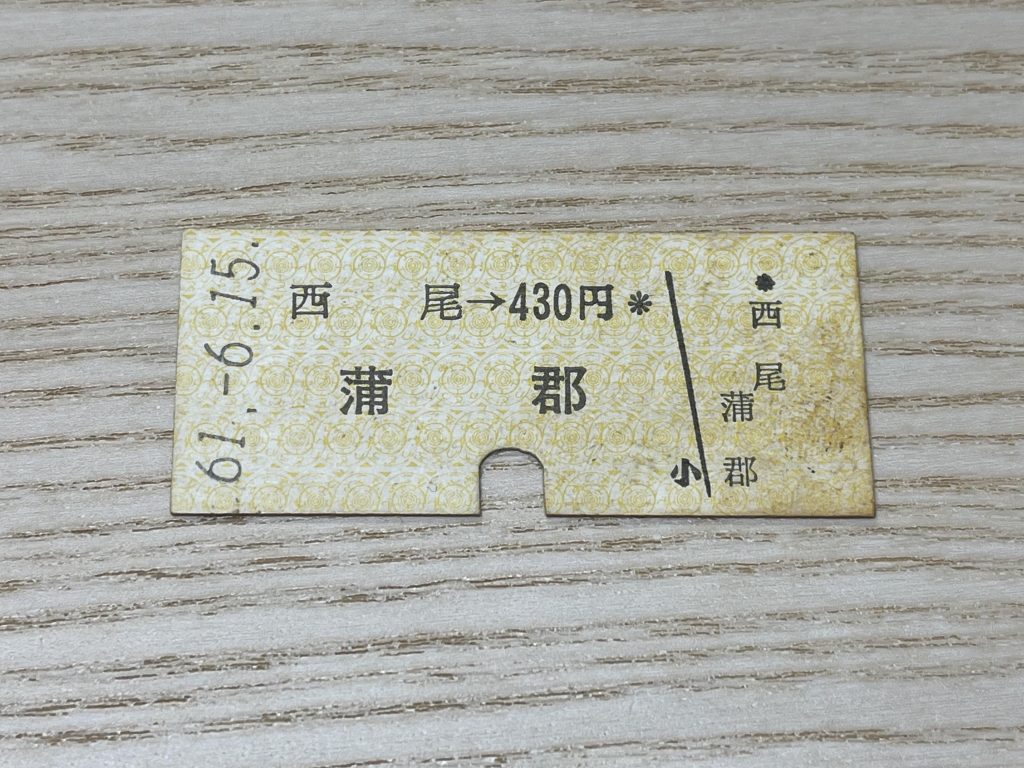 61.-6.15.
西尾→430円＊
蒲郡
小
西尾
蒲郡